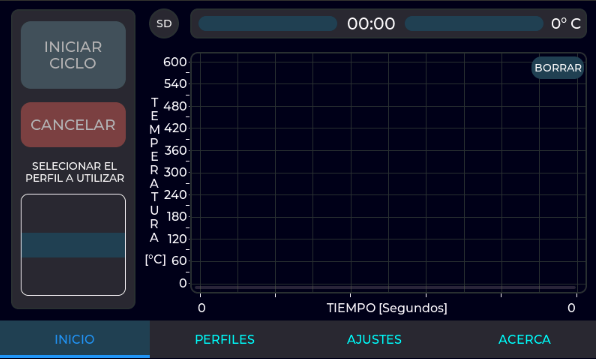 INICIAR
CICLO
CANCELAR
SELECIONAR EL
PERFIL A UTILIZAR
SD
00:00
0° C
BORRAR
TEMPERATURA
[°C]
600
540
480
420
360
300
240
180
120
60
0
0
TIEMPO [Segundos]
0
INICIO
PERFILES
AJUSTES
ACERCA